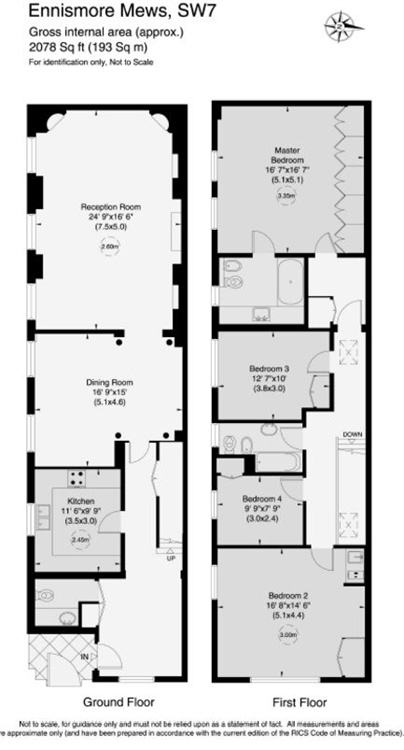 Ennismore Mews, SW7
Gross internal area (approx.)
2078 Sq ft (193 Sq m)
For identification only, Not to Scale
N
Reception Room
24' 9"x16' 6"
(7.5x5.0)
2.60m
Dining Room
16' 9"x15'
(5.1x4.6)
Kitchen
11' 6"x9' 9"
(3.5x3.0)
2.45m
UP
IN
Ground Floor
Master
Bedroom
16' 7"x16' 7"
(5.1x5.1)
3.35m
Bedroom 3
12' 7"x10'
(3.8x3.0)
DOWN
Bedroom 4
9' 9"x7' 9"
(3.0x2.4)
Bedroom 2
16' 8"x14' 6"
(5.1x4.4)
3.00m
First Floor
Not to scale, for guidance only and must not be relied upon as a statement of fact. All measurements and areas
re approximate only (and have been prepared in accordance with the current edition of the RICS Code of Measuring Practice).